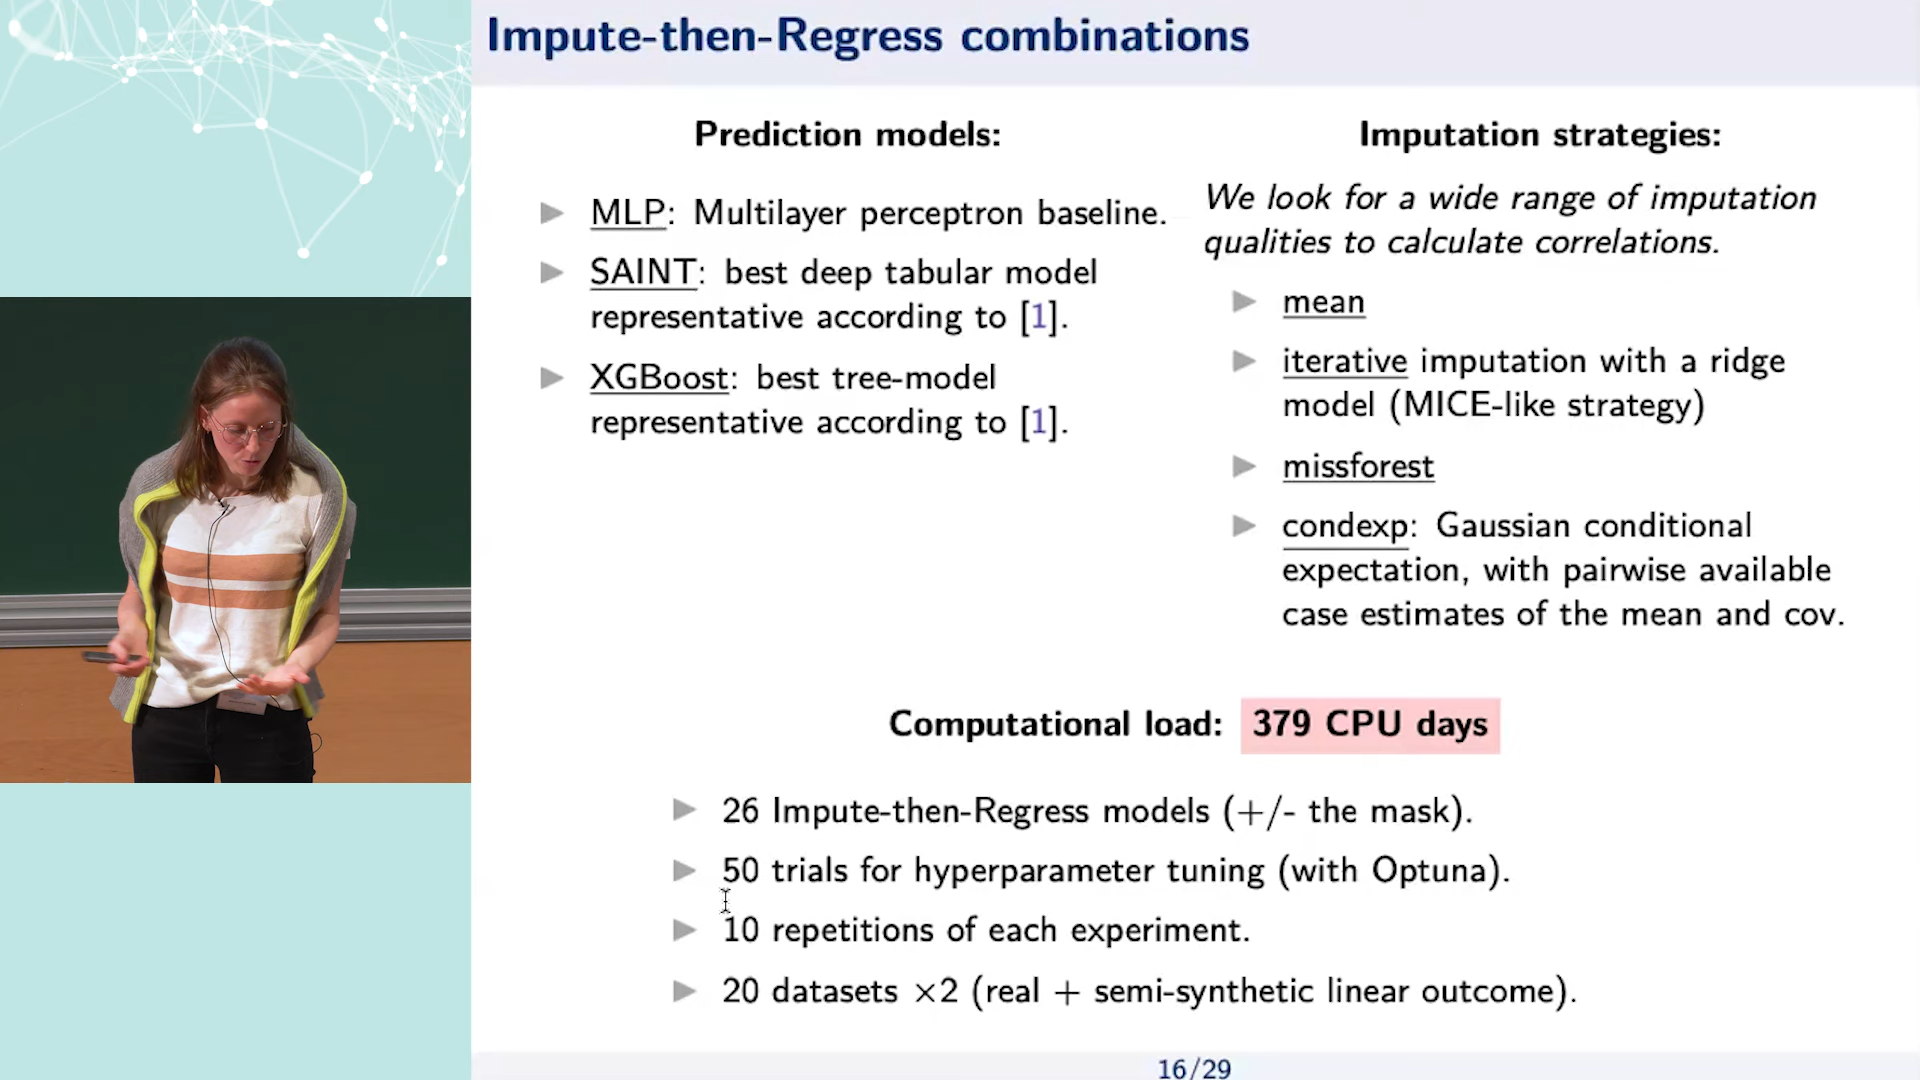 Impute-then-Regress combinations
Prediction models:
▶ MLP: Multilayer perceptron baseline.
▶ SAINT: best deep tabular model
representative according to [1].
▶ XGBoost: best tree-model
representative according to [1].
Imputation strategies:
We look for a wide range of imputation
qualities to calculate correlations.
▶ mean
▶ iterative imputation with a ridge
model (MICE-like strategy)
▶ missforest
▶ condexp: Gaussian conditional
expectation, with pairwise available
case estimates of the mean and cov.
Computational load: 379 CPU days
▶ 26 Impute-then-Regress models (+/- the mask).
▶ 50 trials for hyperparameter tuning (with Optuna).
▶ 10 repetitions of each experiment.
▶ 20 datasets ×2 (real + semi-synthetic linear outcome).
16/29